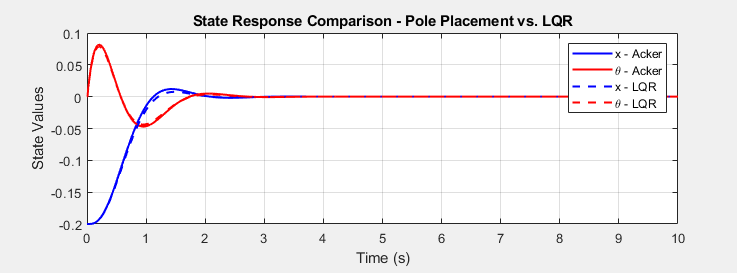 State Response Comparison - Pole Placement vs. LQR
State Values
0.1
0.05
0
-0.05
-0.1
-0.15
-0.2
x - Acker
θ - Acker
x - LQR
θ - LQR
0 1 2 3 4 5 6 7 8 9 10
Time (s)